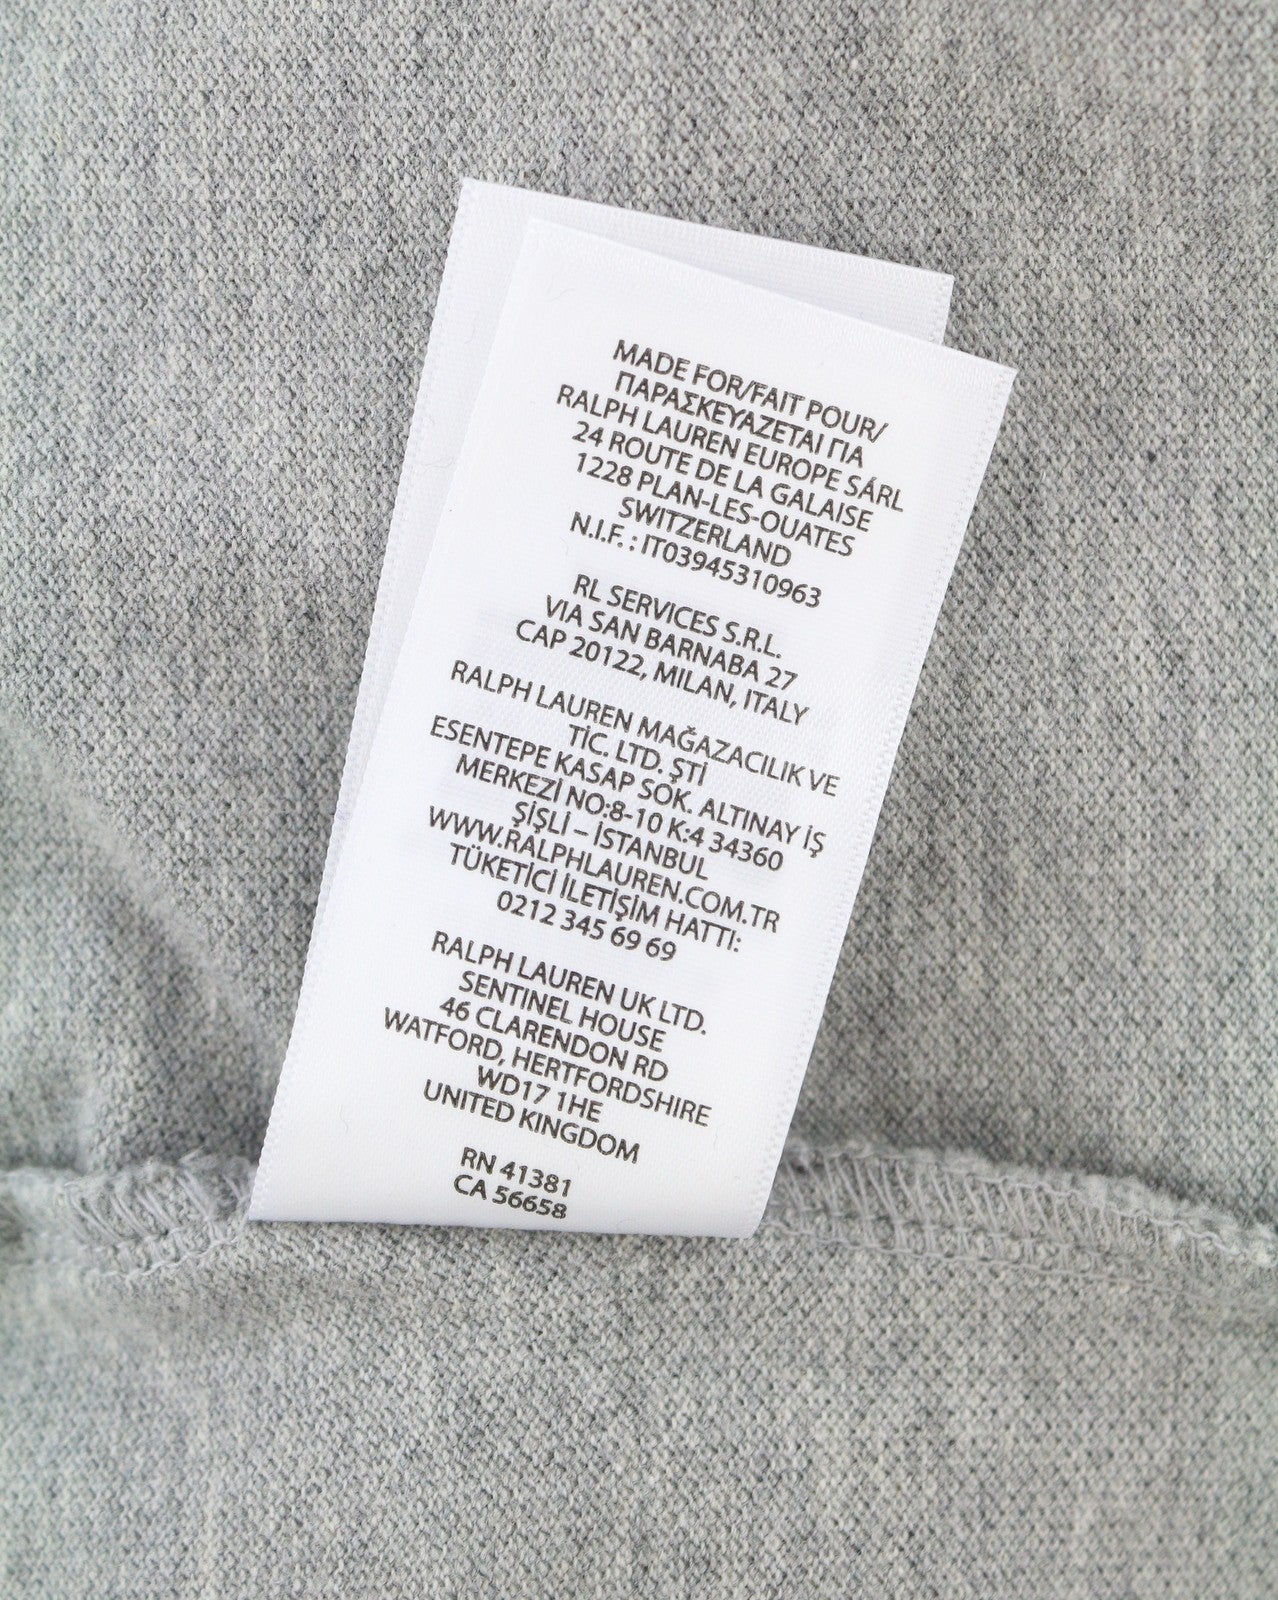 MADE FOR/FAIT POUR/
ΠΑΡΑΣΚΕΥΑΖΕΤΑΙ ΓΙΑ
RALPH LAUREN EUROPE SÁRL
24 ROUTE DE LA GALAISE
1228 PLAN-LES-OUATES
SWITZERLAND
N.I.F. : IT03945310963
RL SERVICES S.R.L.
VIA SAN BARNABA 27
CAP 20122, MILAN, ITALY
RALPH LAUREN MAĞAZACILIK VE
TİC. LTD. ŞTİ
ESENTEPE KASAP SOK. ALTINAY İŞ
MERKEZİ NO:8-10 K:4 34360
ŞİŞLİ – İSTANBUL
WWW.RALPHLAUREN.COM.TR
TÜKETİCİ İLETİŞİM HATTI:
0212 345 69 69
RALPH LAUREN UK LTD.
SENTINEL HOUSE
46 CLARENDON RD
WATFORD, HERTFORDSHIRE
WD17 1HE
UNITED KINGDOM
RN 41381
CA 56658